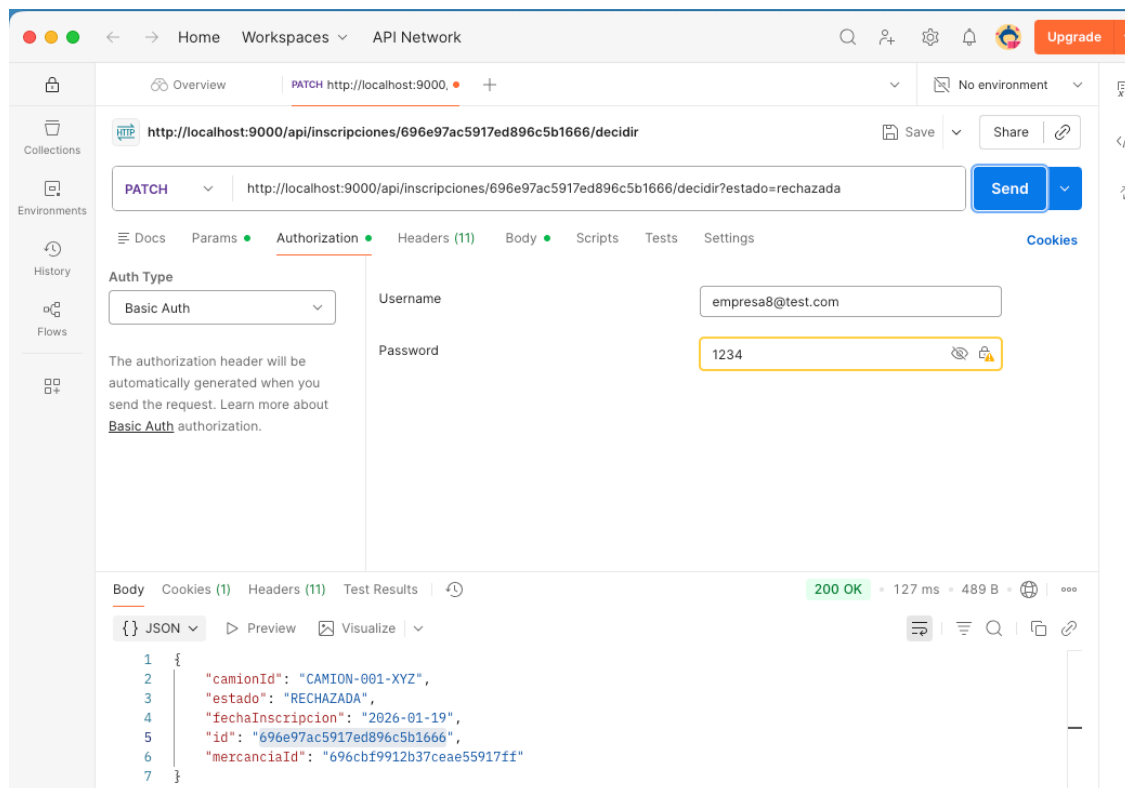 Home Workspaces API Network Upgrade
Overview PATCH http://localhost:9000, No environment
HTTP http://localhost:9000/api/inscripciones/696e97ac5917ed896c5b1666/decidir Save Share
Collections
PATCH http://localhost:9000/api/inscripciones/696e97ac5917ed896c5b1666/decidir?estado=rechazada Send
Environments
Docs Params Authorization Headers (11) Body Scripts Tests Settings Cookies
History
Auth Type
Basic Auth
Username empresa8@test.com
Flows
Password 1234
The authorization header will be
automatically generated when you
send the request. Learn more about
Basic Auth authorization.
Body Cookies (1) Headers (11) Test Results 200 OK 127 ms 489 B
{} JSON Preview Visualize
1 {
2 "camionId": "CAMION-001-XYZ",
3 "estado": "RECHAZADA",
4 "fechaInscripcion": "2026-01-19",
5 "id": "696e97ac5917ed896c5b1666",
6 "mercanciaId": "696cbf9912b37ceae55917ff"
7 }